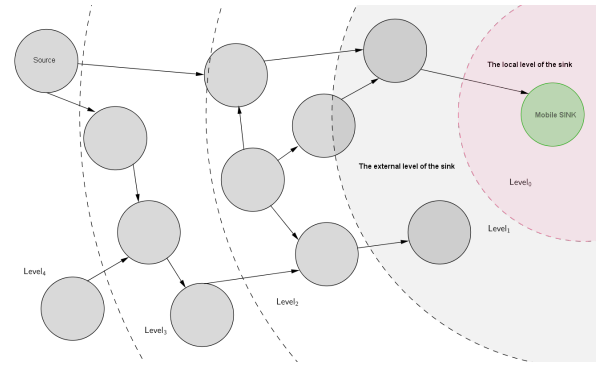 Source
The local level of the sink
Mobile SINK
The external level of the sink
Level₀
Level₁
Level₄
Level₂
Level₃